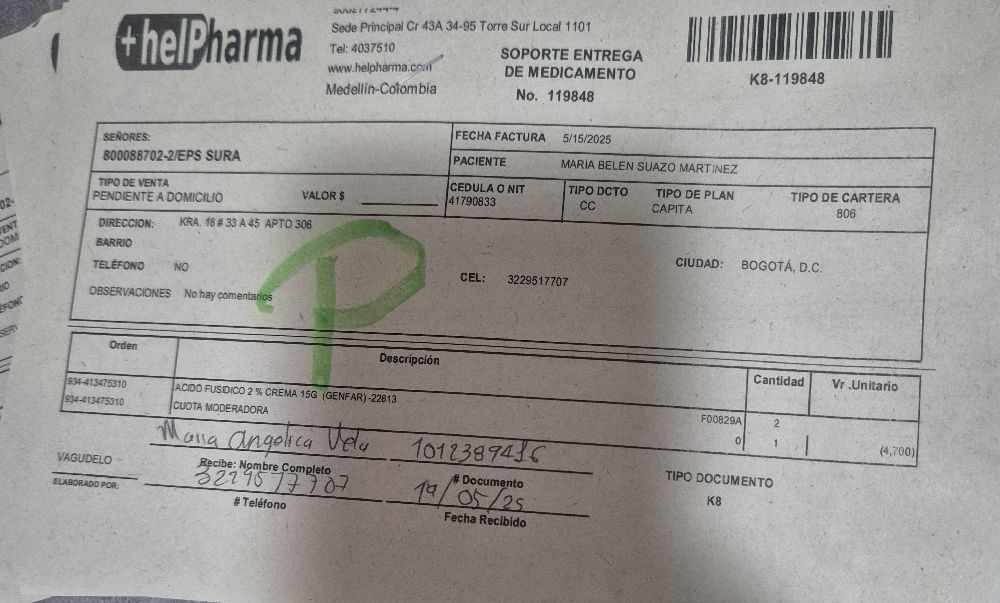 +helPharma
Sede Principal Cr 43A 34-95 Torre Sur Local 1101
Tel: 4037510
www.helpharma.com
Medellín-Colombia
SOPORTE ENTREGA
DE MEDICAMENTO
No. 119848
K8-119848
SEÑORES:
800088702-2/EPS SURA
FECHA FACTURA 5/15/2025
PACIENTE MARIA BELEN SUAZO MARTINEZ
TIPO DE VENTA
PENDIENTE A DOMICILIO VALOR $
CEDULA O NIT
41790833
TIPO DCTO
CC
TIPO DE PLAN
CAPITA
TIPO DE CARTERA
806
DIRECCION: KRA. 18 # 33 A 45 APTO 306
BARRIO
TELÉFONO NO
CEL: 3229517707
CIUDAD: BOGOTÁ, D.C.
OBSERVACIONES No hay comentarios
P
Orden Descripción Cantidad Vr .Unitario
934-413475310 ACIDO FUSIDICO 2 % CREMA 15G (GENFAR) -22813 F00829A 2
934-413475310 CUOTA MODERADORA 0 1 (4,700)
Maria Angelica Vela 1012389416
VAGUDELO
Recibe: Nombre Completo # Documento
ELABORADO POR:
19/05/25
# Teléfono Fecha Recibido
TIPO DOCUMENTO
K8